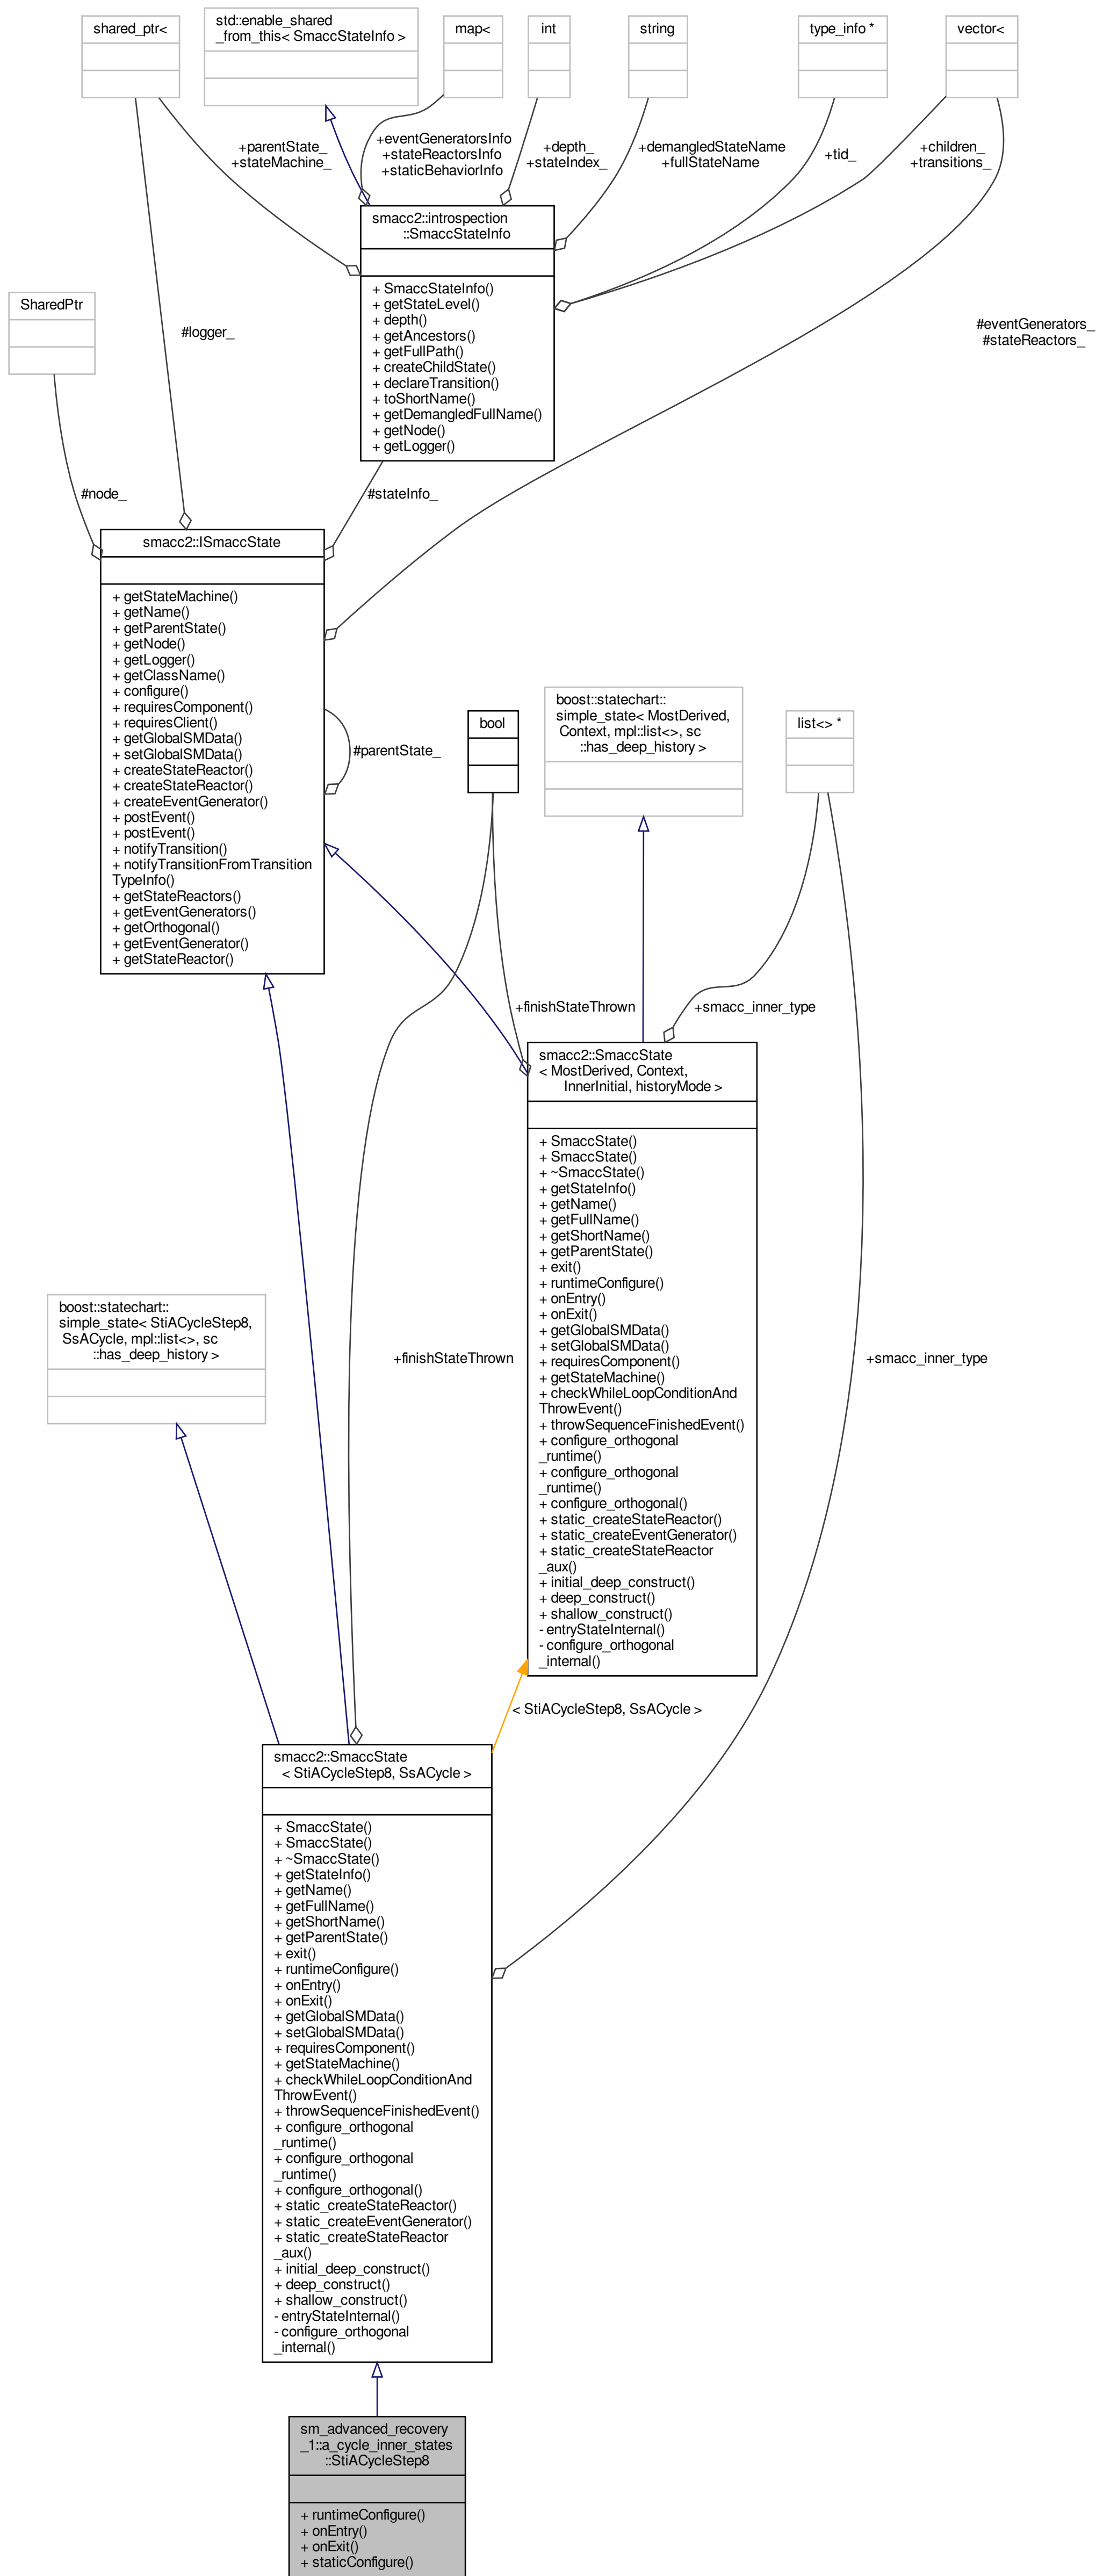 shared_ptr<
std::enable_shared
_from_this< SmaccStateInfo >
map<
int
string
type_info *
vector<
+parentState_
+stateMachine_
+eventGeneratorsInfo
+stateReactorsInfo
+staticBehaviorInfo
+depth_
+stateIndex_
+demangledStateName
+fullStateName
+tid_
+children_
+transitions_
smacc2::introspection
::SmaccStateInfo
+ SmaccStateInfo()
+ getStateLevel()
+ depth()
+ getAncestors()
+ getFullPath()
+ createChildState()
+ declareTransition()
+ toShortName()
+ getDemangledFullName()
+ getNode()
+ getLogger()
SharedPtr
#logger_
#eventGenerators_
#stateReactors_
#node_
#stateInfo_
smacc2::ISmaccState
+ getStateMachine()
+ getName()
+ getParentState()
+ getNode()
+ getLogger()
+ getClassName()
+ configure()
+ requiresComponent()
+ requiresClient()
+ getGlobalSMData()
+ setGlobalSMData()
+ createStateReactor()
+ createStateReactor()
+ createEventGenerator()
+ postEvent()
+ postEvent()
+ notifyTransition()
+ notifyTransitionFromTransition
TypeInfo()
+ getStateReactors()
+ getEventGenerators()
+ getOrthogonal()
+ getEventGenerator()
+ getStateReactor()
#parentState_
bool
boost::statechart::
simple_state< MostDerived,
Context, mpl::list<>, sc
::has_deep_history >
list<> *
+finishStateThrown
+smacc_inner_type
smacc2::SmaccState
< MostDerived, Context,
InnerInitial, historyMode >
+ SmaccState()
+ SmaccState()
+ ~SmaccState()
+ getStateInfo()
+ getName()
+ getFullName()
+ getShortName()
+ getParentState()
+ exit()
+ runtimeConfigure()
+ onEntry()
+ onExit()
+ getGlobalSMData()
+ setGlobalSMData()
+ requiresComponent()
+ getStateMachine()
+ checkWhileLoopConditionAnd
ThrowEvent()
+ throwSequenceFinishedEvent()
+ configure_orthogonal
_runtime()
+ configure_orthogonal
_runtime()
+ configure_orthogonal()
+ static_createStateReactor()
+ static_createEventGenerator()
+ static_createStateReactor
_aux()
+ initial_deep_construct()
+ deep_construct()
+ shallow_construct()
- entryStateInternal()
- configure_orthogonal
_internal()
boost::statechart::
simple_state< StiACycleStep8,
SsACycle, mpl::list<>, sc
::has_deep_history >
+finishStateThrown
+smacc_inner_type
< StiACycleStep8, SsACycle >
smacc2::SmaccState
< StiACycleStep8, SsACycle >
+ SmaccState()
+ SmaccState()
+ ~SmaccState()
+ getStateInfo()
+ getName()
+ getFullName()
+ getShortName()
+ getParentState()
+ exit()
+ runtimeConfigure()
+ onEntry()
+ onExit()
+ getGlobalSMData()
+ setGlobalSMData()
+ requiresComponent()
+ getStateMachine()
+ checkWhileLoopConditionAnd
ThrowEvent()
+ throwSequenceFinishedEvent()
+ configure_orthogonal
_runtime()
+ configure_orthogonal
_runtime()
+ configure_orthogonal()
+ static_createStateReactor()
+ static_createEventGenerator()
+ static_createStateReactor
_aux()
+ initial_deep_construct()
+ deep_construct()
+ shallow_construct()
- entryStateInternal()
- configure_orthogonal
_internal()
sm_advanced_recovery
_1::a_cycle_inner_states
::StiACycleStep8
+ runtimeConfigure()
+ onEntry()
+ onExit()
+ staticConfigure()